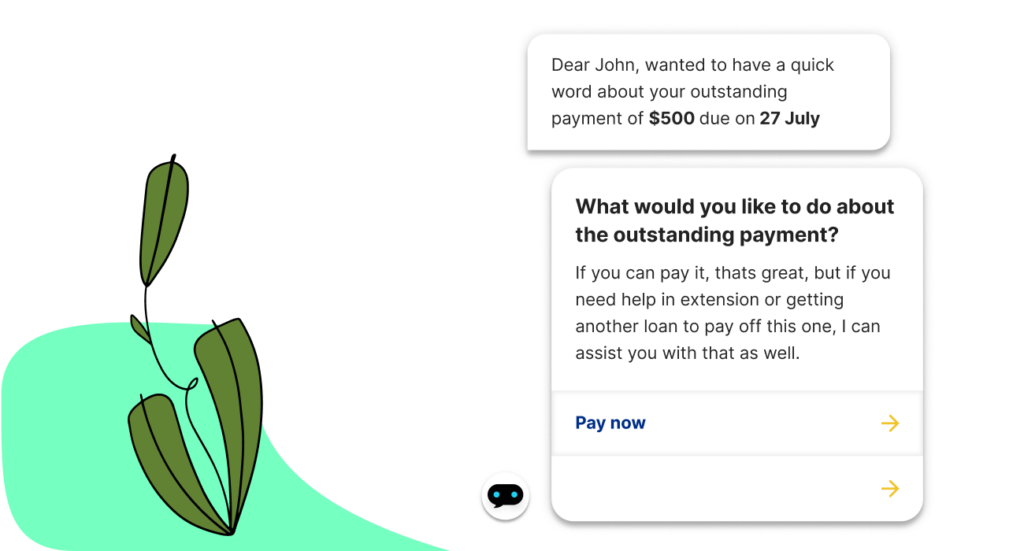 Dear John, wanted to have a quick
word about your outstanding
payment of $500 due on 27 July
What would you like to do about
the outstanding payment?
If you can pay it, thats great, but if you
need help in extension or getting
another loan to pay off this one, I can
assist you with that as well.
Pay now